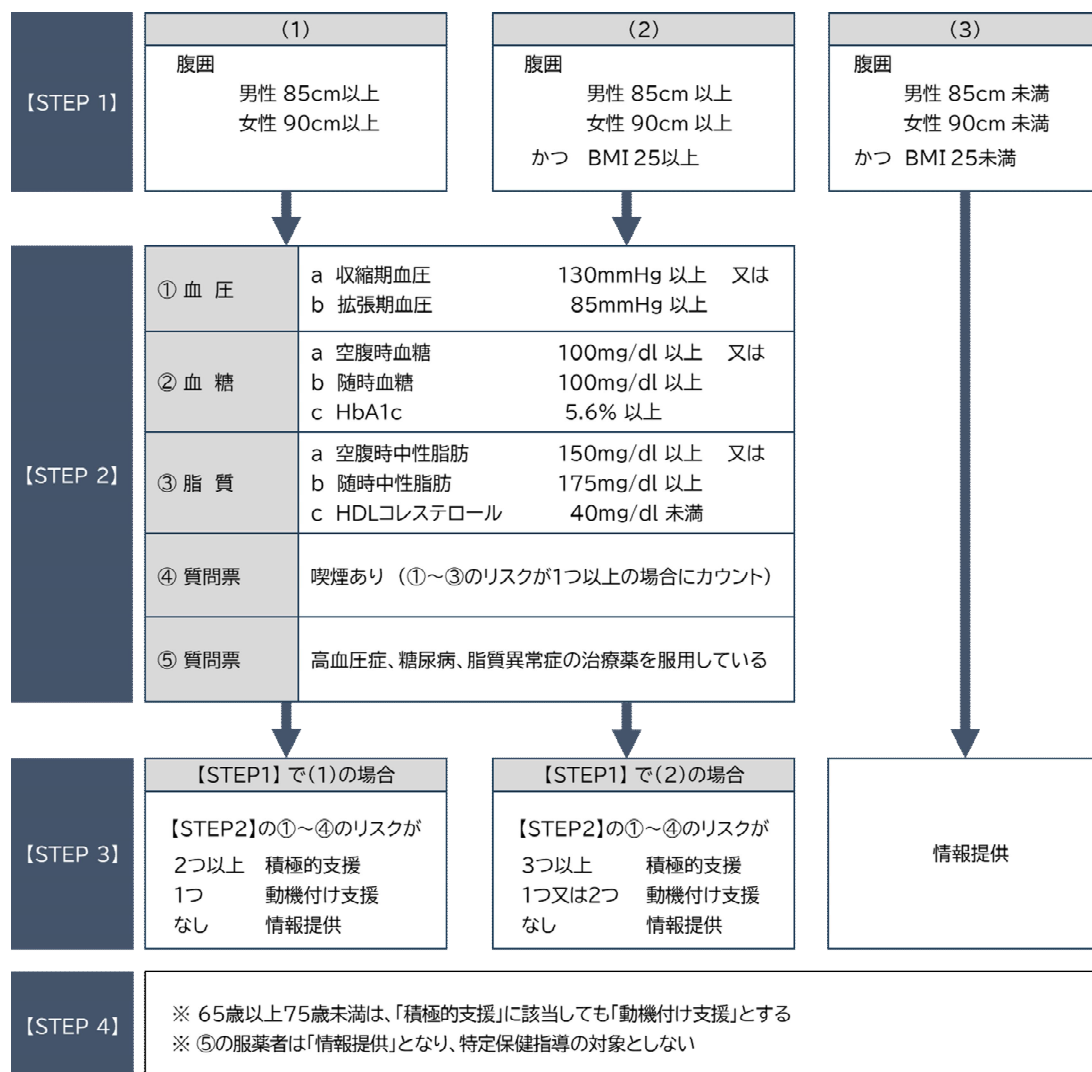 【STEP 1】
(1)
腹囲
男性 85cm以上
女性 90cm以上
(2)
腹囲
男性 85cm 以上
女性 90cm 以上
かつ BMI 25以上
(3)
腹囲
男性 85cm 未満
女性 90cm 未満
かつ BMI 25未満
【STEP 2】
① 血 圧
a 収縮期血圧 130mmHg 以上 又は
b 拡張期血圧 85mmHg 以上
② 血 糖
a 空腹時血糖 100mg/dl 以上 又は
b 随時血糖 100mg/dl 以上
c HbA1c 5.6% 以上
③ 脂 質
a 空腹時中性脂肪 150mg/dl 以上 又は
b 随時中性脂肪 175mg/dl 以上
c HDLコレステロール 40mg/dl 未満
④ 質問票
喫煙あり (①～③のリスクが1つ以上の場合にカウント)
⑤ 質問票
高血圧症、糖尿病、脂質異常症の治療薬を服用している
【STEP 3】
【STEP1】で(1)の場合
【STEP2】の①～④のリスクが
2つ以上 積極的支援
1つ 動機付け支援
なし 情報提供
【STEP1】で(2)の場合
【STEP2】の①～④のリスクが
3つ以上 積極的支援
1つ又は2つ 動機付け支援
なし 情報提供
情報提供
【STEP 4】
※ 65歳以上75歳未満は、「積極的支援」に該当しても「動機付け支援」とする
※ ⑤の服薬者は「情報提供」となり、特定保健指導の対象としない